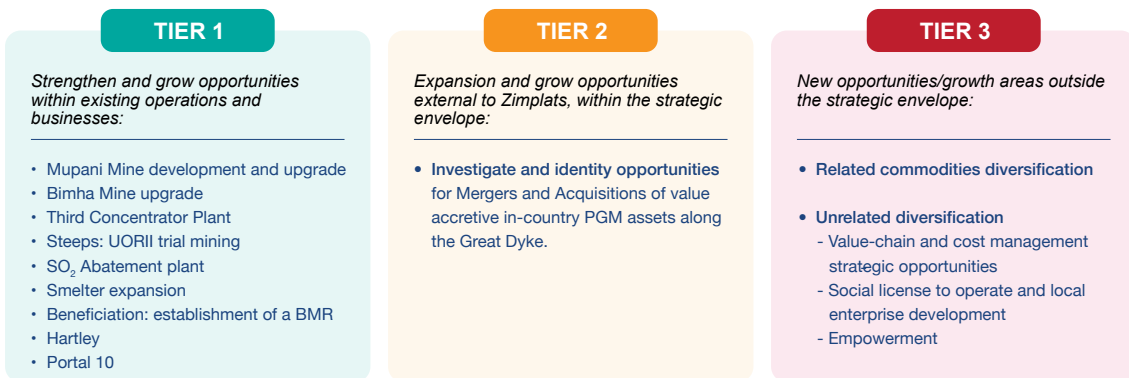 TIER 1
Strengthen and grow opportunities
within existing operations and
businesses:
• Mupani Mine development and upgrade
• Bimha Mine upgrade
• Third Concentrator Plant
• Steeps: UORII trial mining
• SO2 Abatement plant
• Smelter expansion
• Beneficiation: establishment of a BMR
• Hartley
• Portal 10
TIER 2
Expansion and grow opportunities
external to Zimplats, within the strategic
envelope:
• Investigate and identity opportunities
for Mergers and Acquisitions of value
accretive in-country PGM assets along
the Great Dyke.
TIER 3
New opportunities/growth areas outside
the strategic envelope:
• Related commodities diversification
• Unrelated diversification
- Value-chain and cost management
strategic opportunities
- Social license to operate and local
enterprise development
- Empowerment